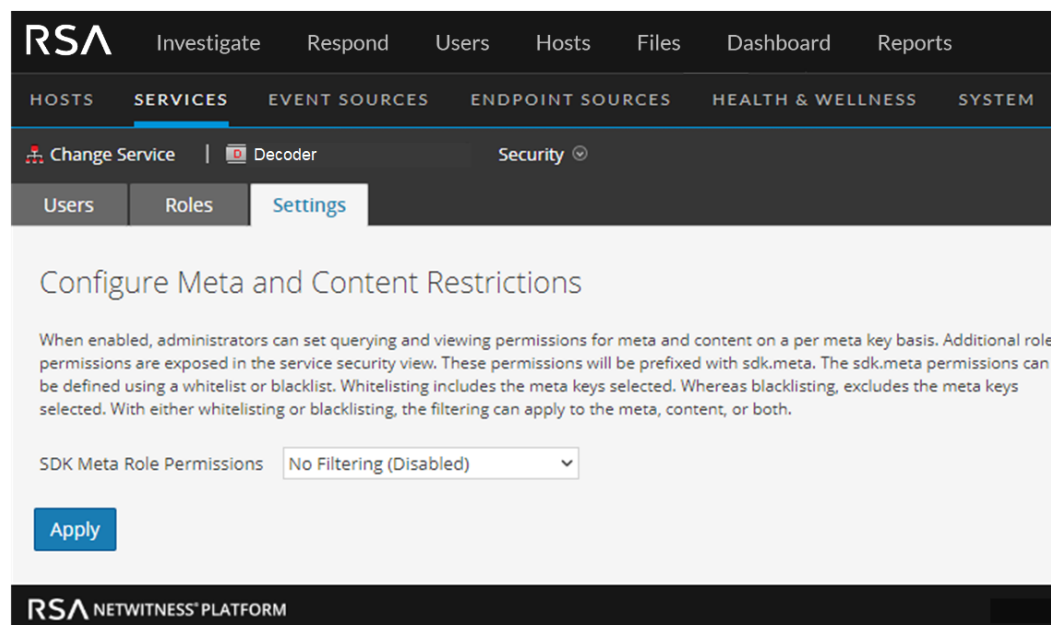 RSA Investigate Respond Users Hosts Files Dashboard Reports
HOSTS SERVICES EVENT SOURCES ENDPOINT SOURCES HEALTH & WELLNESS SYSTEM
Change Service | D Decoder Security
Users Roles Settings
Configure Meta and Content Restrictions
When enabled, administrators can set querying and viewing permissions for meta and content on a per meta key basis. Additional role
permissions are exposed in the service security view. These permissions will be prefixed with sdk.meta. The sdk.meta permissions can
be defined using a whitelist or blacklist. Whitelisting includes the meta keys selected. Whereas blacklisting, excludes the meta keys
selected. With either whitelisting or blacklisting, the filtering can apply to the meta, content, or both.
SDK Meta Role Permissions No Filtering (Disabled)
Apply
RSA NETWITNESS® PLATFORM